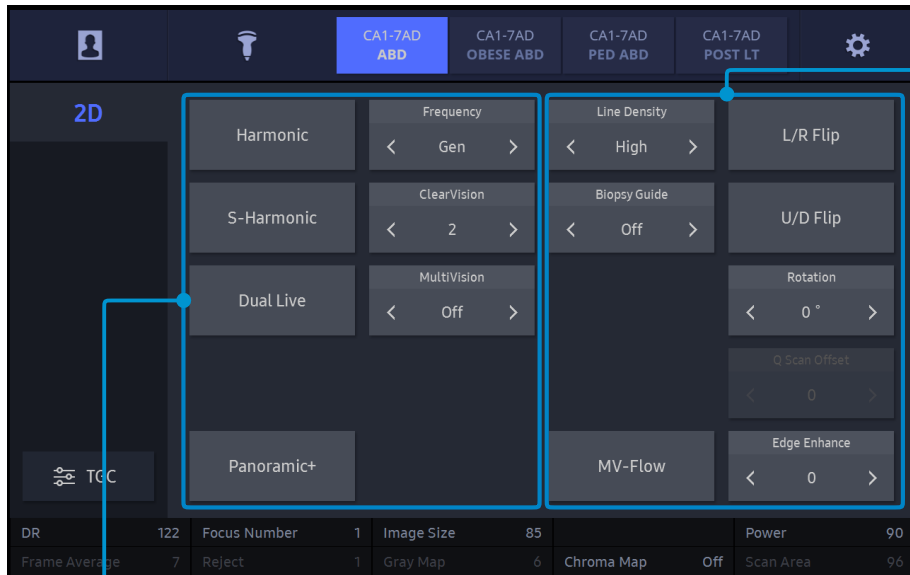 CA1-7AD
ABD
CA1-7AD
OBESE ABD
CA1-7AD
PED ABD
CA1-7AD
POST LT
2D
Harmonic
Frequency
< Gen >
Line Density
< High >
L/R Flip
S-Harmonic
ClearVision
< 2 >
Biopsy Guide
< Off >
U/D Flip
Dual Live
MultiVision
< Off >
Rotation
< 0 ° >
Q Scan Offset
< 0 >
TGC
Panoramic+
MV-Flow
Edge Enhance
< 0 >
DR 122 Focus Number 1 Image Size 85 Power 90
Frame Average 7 Reject 1 Gray Map 6 Chroma Map Off Scan Area 96